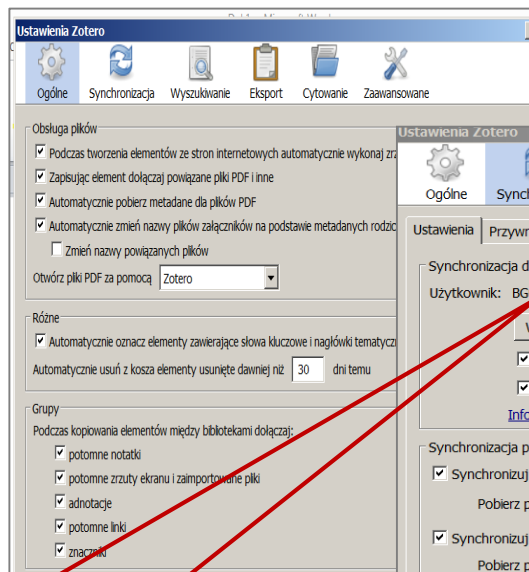 Ustawienia Zotero
Ogólne Synchronizacja Wyszukiwanie Eksport Cytowanie Zaawansowane
Obsługa plików
Podczas tworzenia elementów ze stron internetowych automatycznie wykonaj
Zapisując element dołączaj powiązane pliki PDF i inne
Automatycznie pobierz metadane dla plików PDF
Automatycznie zmień nazwy plików załączników na podstawie metadanych
Zmień nazwy powiązanych plików
Otwórz pliki PDF za pomocą Zotero
Różne
Automatycznie oznacz elementy zawierające słowa kluczowe i nagłówki
Automatycznie usuń z kosza elementy usunięte dawniej niż 30 dni temu
Grupy
Podczas kopiowania elementów między bibliotekami dołączaj:
potomne notatki
potomne zrzuty ekranu i zaimportowane pliki
adnotacje
potomne linki
znaczniki
Ustawienia Zotero
Ogólne
Ustawienia
Synchronizacja
Użytkownik: BG
Synchronizacja
Synchronizuj
Pobierz
Synchronizuj
Pobierz